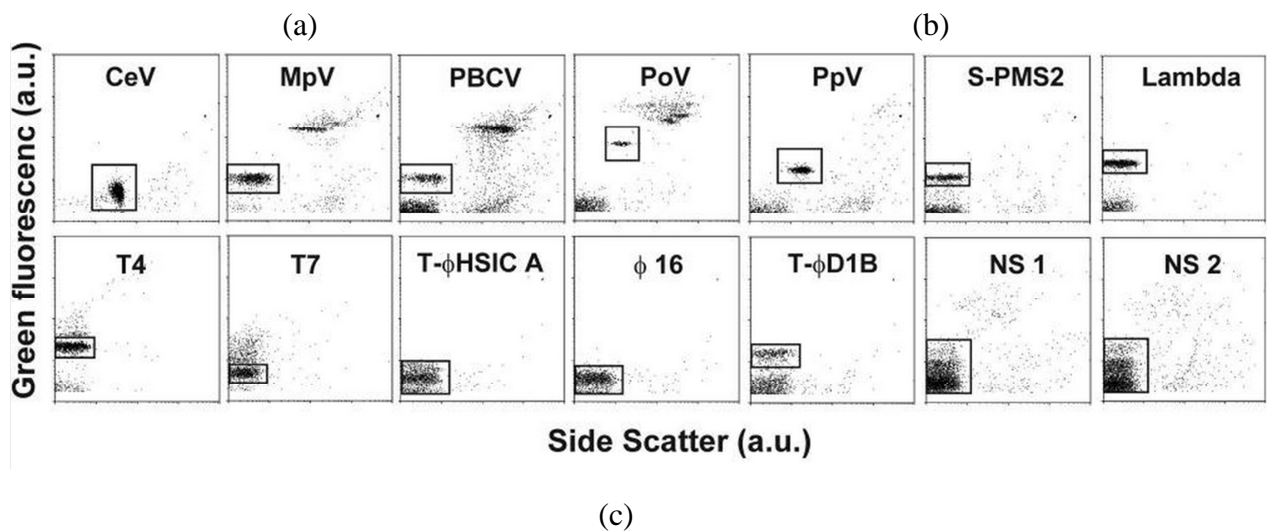 (a) (b)
Green fluorescenc (a.u.)
CeV MpV PBCV PoV PpV S-PMS2 Lambda
T4 T7 T-ϕHSIC A ϕ 16 T-ϕD1B NS 1 NS 2
Side Scatter (a.u.)
(c)